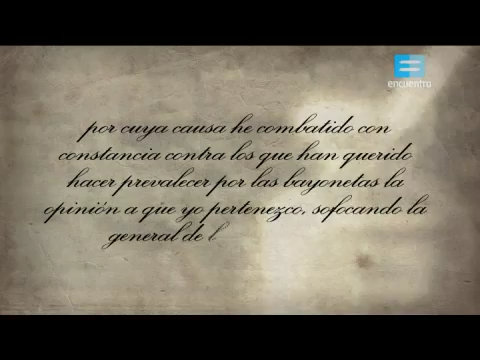 encuentro
por cuya causa he combatido con
constancia contra los que han querido
hacer prevalecer por las bayonetas la
opinión a que yo pertenezco, sofocando la
general de l